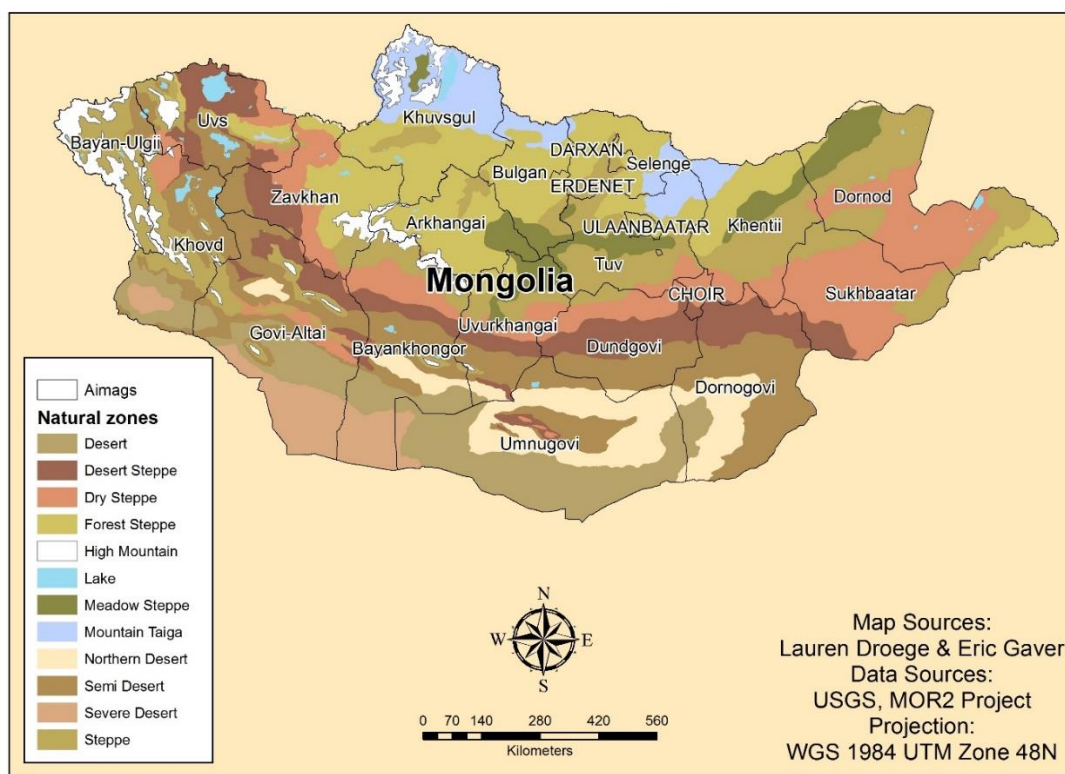 Khuvsgul
Uvs
Bayan-Ulgii
DARXAN
Selenge
Bulgan
ERDENET
Zavkhan
Dornod
Arkhangai
ULAANBAATAR
Khentii
Khovd
Tuv
Mongolia
CHOIR
Sukhbaatar
Uvurkhangai
Govi-Altai
Bayankhongor
Dundgovi
Dornogovi
Umnugovi
Aimags
Natural zones
Desert
Desert Steppe
Dry Steppe
Forest Steppe
High Mountain
Lake
Meadow Steppe
Mountain Taiga
Northern Desert
Semi Desert
Severe Desert
Steppe
N
W E
S
0 70 140 280 420 560
Kilometers
Map Sources:
Lauren Droege & Eric Gaver
Data Sources:
USGS, MOR2 Project
Projection:
WGS 1984 UTM Zone 48N